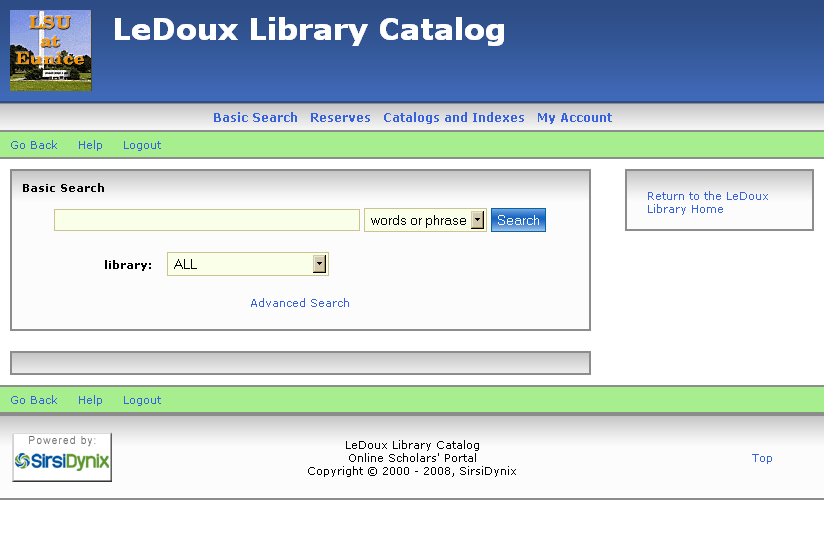 LSU
at
Eunice
LeDoux Library Catalog
Basic Search Reserves Catalogs and Indexes My Account
Go Back Help Logout
Basic Search
words or phrase Search
library: ALL
Advanced Search
Return to the LeDoux
Library Home
Go Back Help Logout
Powered by:
SirsiDynix
LeDoux Library Catalog
Online Scholars' Portal
Copyright © 2000 - 2008, SirsiDynix
Top